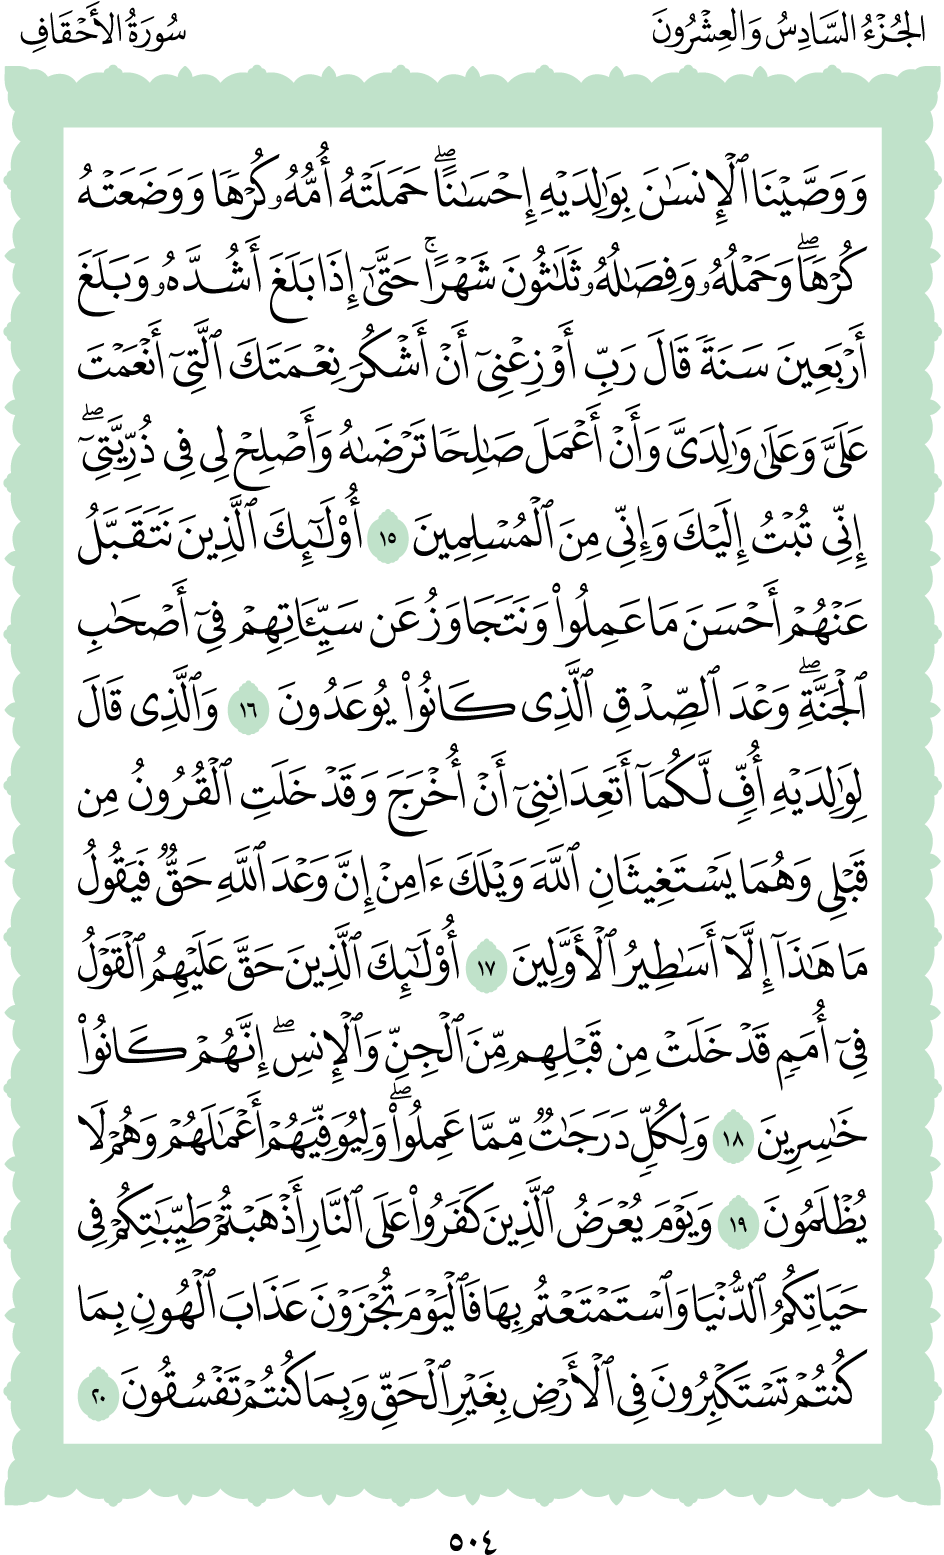 الجُزْءُ السَّادِسُ وَالعِشْرُونَ
سُورَةُ الأَحْقَافِ
وَوَصَّيْنَا ٱلْإِنسَٰنَ بِوَٰلِدَيْهِ إِحْسَٰنًاۖ حَمَلَتْهُ أُمُّهُۥ كُرْهًا وَوَضَعَتْهُ
كُرْهًاۖ وَحَمْلُهُۥ وَفِصَٰلُهُۥ ثَلَٰثُونَ شَهْرًاۚ حَتَّىٰٓ إِذَا بَلَغَ أَشُدَّهُۥ وَبَلَغَ
أَرْبَعِينَ سَنَةً قَالَ رَبِّ أَوْزِعْنِىٓ أَنْ أَشْكُرَ نِعْمَتَكَ ٱلَّتِىٓ أَنْعَمْتَ
عَلَىَّ وَعَلَىٰ وَٰلِدَىَّ وَأَنْ أَعْمَلَ صَٰلِحًا تَرْضَىٰهُ وَأَصْلِحْ لِى فِى ذُرِّيَّتِىٓۖ
إِنِّى تُبْتُ إِلَيْكَ وَإِنِّى مِنَ ٱلْمُسْلِمِينَ ١٥ أُو۟لَٰٓئِكَ ٱلَّذِينَ نَتَقَبَّلُ
عَنْهُمْ أَحْسَنَ مَا عَمِلُوا۟ وَنَتَجَاوَزُ عَن سَيِّـَٔاتِهِمْ فِىٓ أَصْحَٰبِ
ٱلْجَنَّةِۖ وَعْدَ ٱلصِّدْقِ ٱلَّذِى كَانُوا۟ يُوعَدُونَ ١٦ وَٱلَّذِى قَالَ
لِوَٰلِدَيْهِ أُفٍّ لَّكُمَآ أَتَعِدَانِنِىٓ أَنْ أُخْرَجَ وَقَدْ خَلَتِ ٱلْقُرُونُ مِن
قَبْلِى وَهُمَا يَسْتَغِيثَانِ ٱللَّهَ وَيْلَكَ ءَامِنْ إِنَّ وَعْدَ ٱللَّهِ حَقٌّ فَيَقُولُ
مَا هَٰذَآ إِلَّآ أَسَٰطِيرُ ٱلْأَوَّلِينَ ١٧ أُو۟لَٰٓئِكَ ٱلَّذِينَ حَقَّ عَلَيْهِمُ ٱلْقَوْلُ
فِىٓ أُمَمٍ قَدْ خَلَتْ مِن قَبْلِهِم مِّنَ ٱلْجِنِّ وَٱلْإِنسِۖ إِنَّهُمْ كَانُوا۟
خَٰسِرِينَ ١٨ وَلِكُلٍّ دَرَجَٰتٌ مِّمَّا عَمِلُوا۟ۖ وَلِيُوَفِّيَهُمْ أَعْمَٰلَهُمْ وَهُمْ لَا
يُظْلَمُونَ ١٩ وَيَوْمَ يُعْرَضُ ٱلَّذِينَ كَفَرُوا۟ عَلَى ٱلنَّارِ أَذْهَبْتُمْ طَيِّبَٰتِكُمْ فِى
حَيَاتِكُمُ ٱلدُّنْيَا وَٱسْتَمْتَعْتُم بِهَا فَٱلْيَوْمَ تُجْزَوْنَ عَذَابَ ٱلْهُونِ بِمَا
كُنتُمْ تَسْتَكْبِرُونَ فِى ٱلْأَرْضِ بِغَيْرِ ٱلْحَقِّ وَبِمَا كُنتُمْ تَفْسُقُونَ ٢٠
٥٠٤